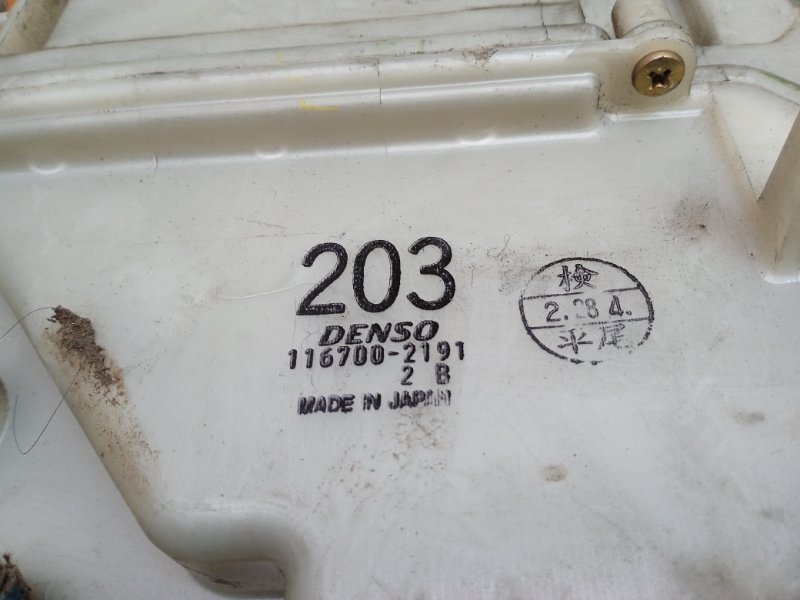 203
DENSO
116700-2191
2 B
MADE IN JAPAN
検
2. 28 4.
平尾